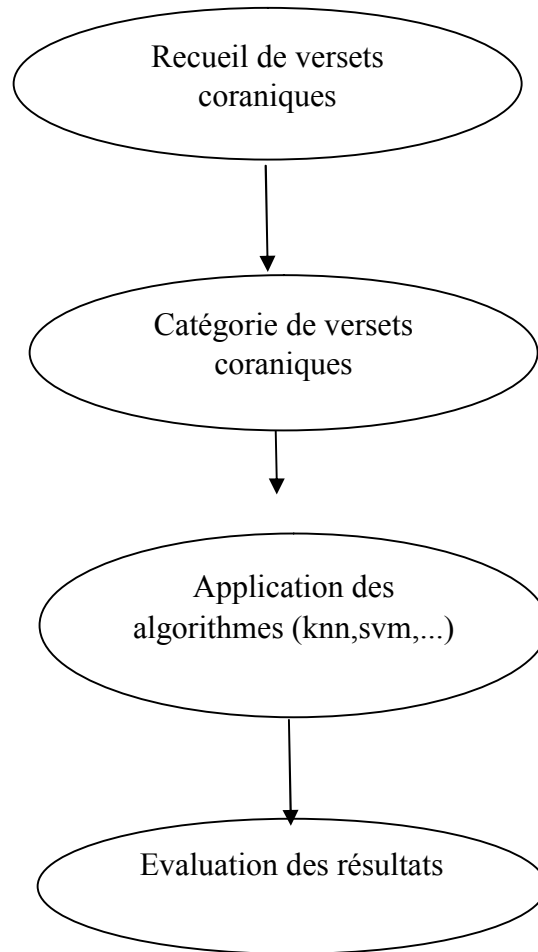 Recueil de versets
coraniques
Catégorie de versets
coraniques
Application des
algorithmes (knn,svm,...)
Evaluation des résultats